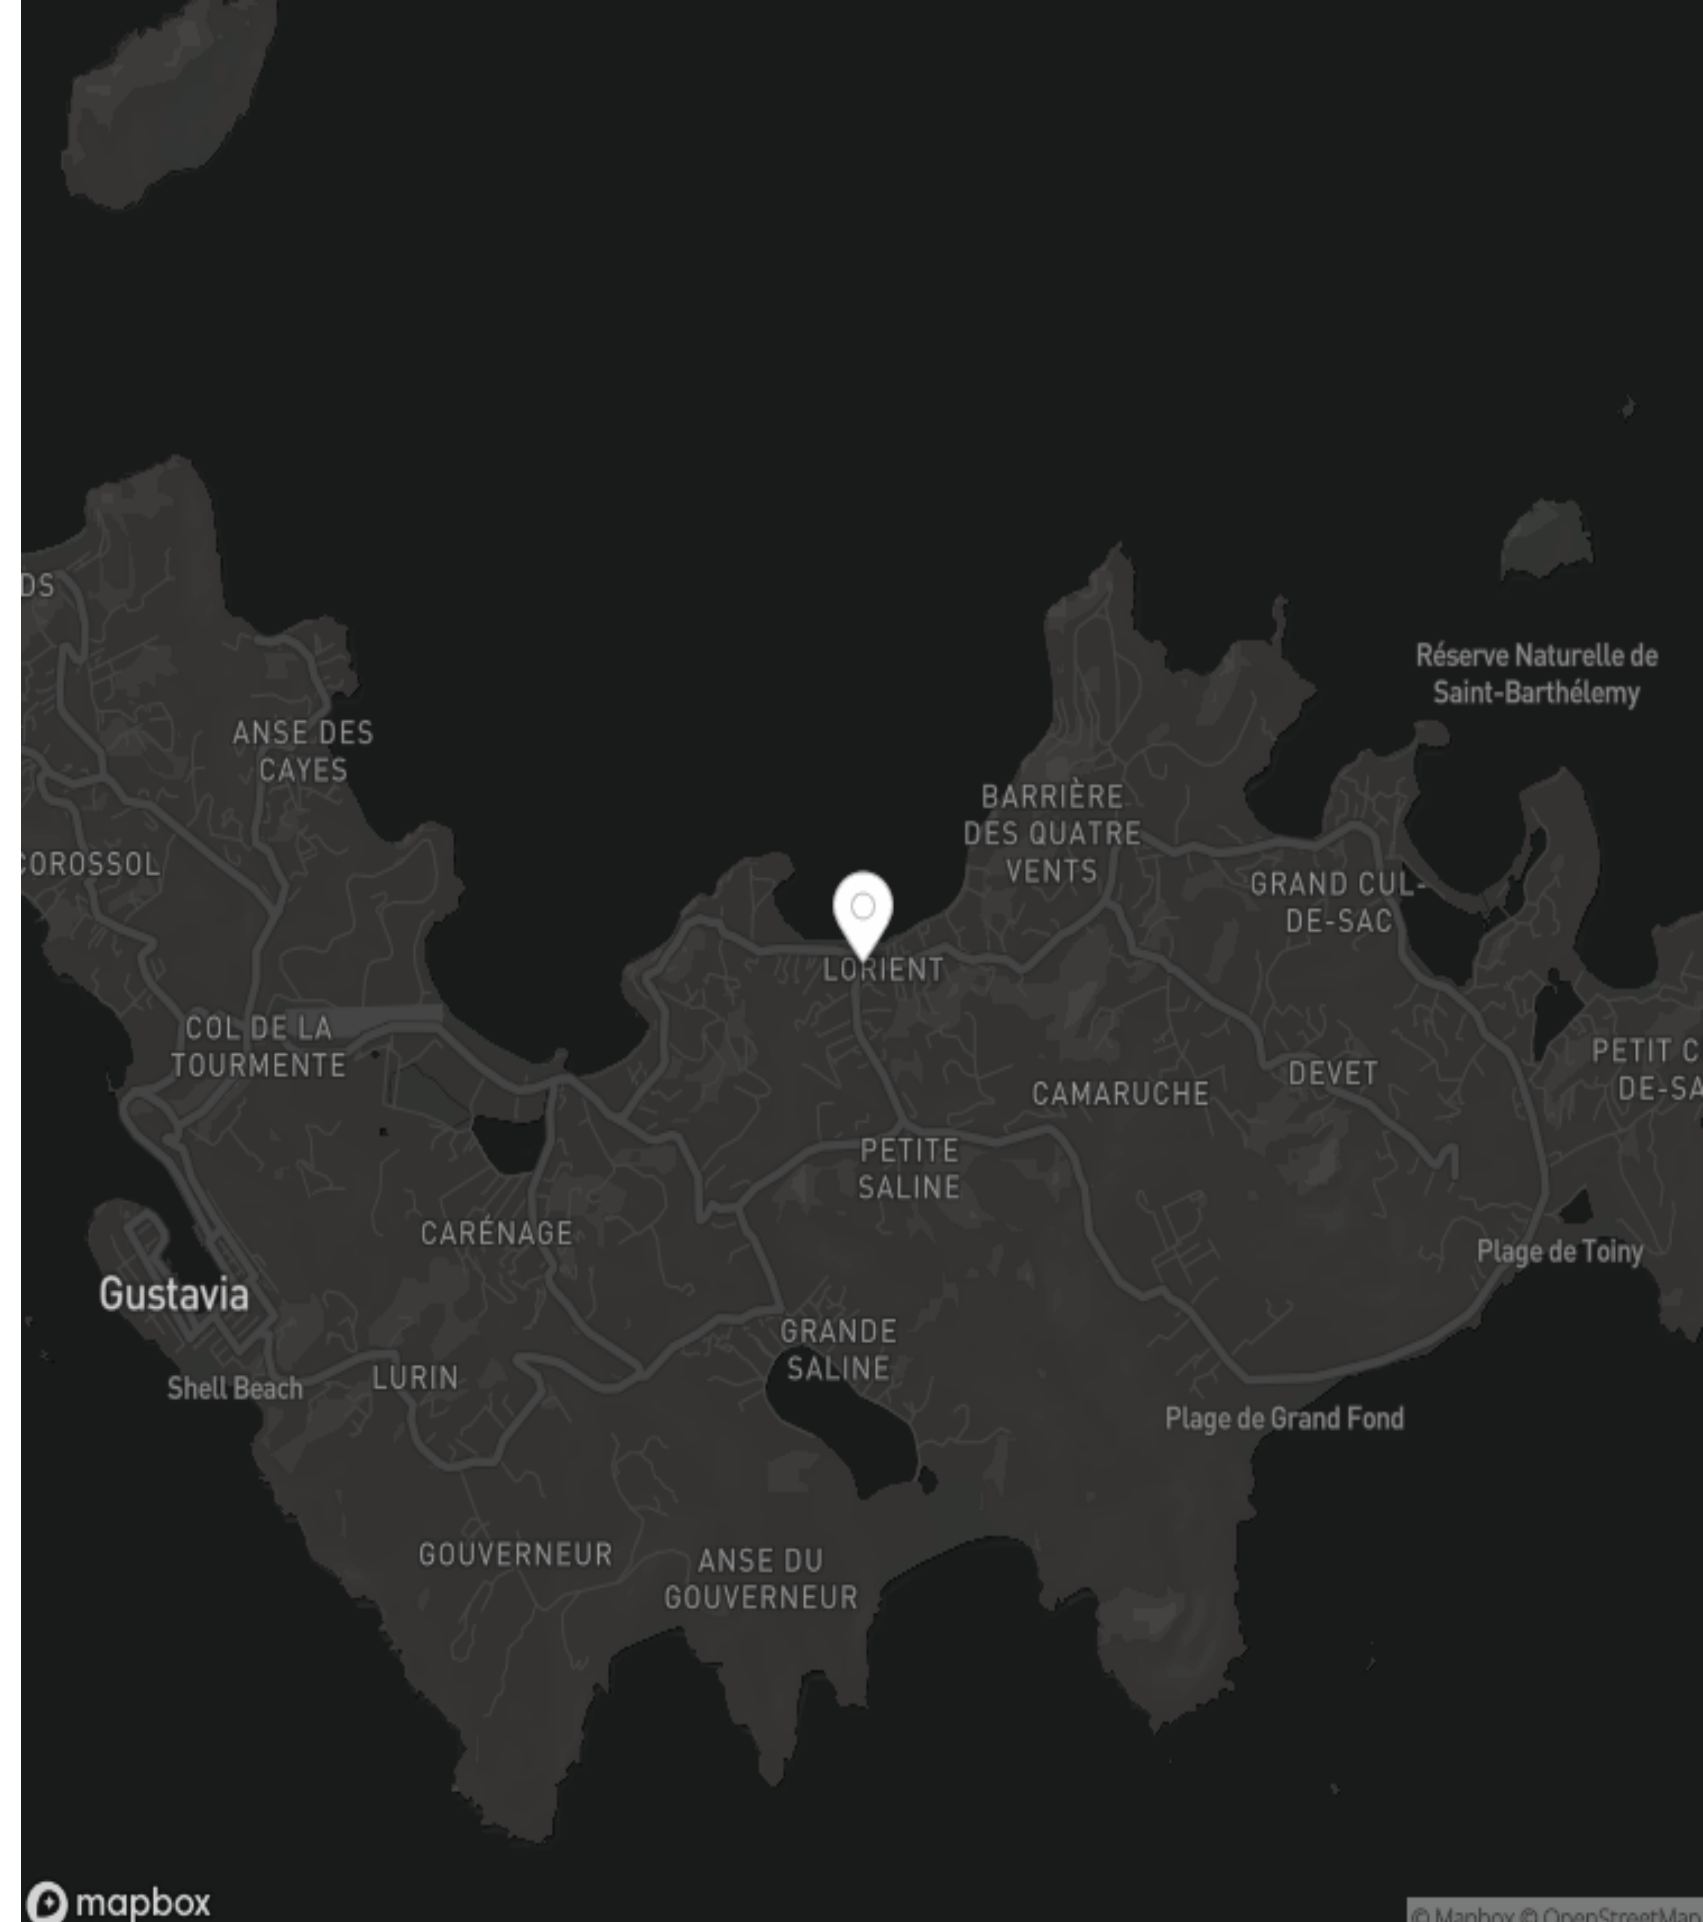 DS
Réserve Naturelle de
Saint-Barthélemy
ANSE DES
CAYES
BARRIÈRE
DES QUATRE
VENTS
COROSSOL
GRAND CUL-
DE-SAC
LORIENT
COL DE LA
TOURMENTE
PETIT C
DE-SA
DEVET
CAMARUCHE
PETITE
SALINE
CARÉNAGE
Plage de Toiny
Gustavia
GRANDE
SALINE
LURIN
Shell Beach
Plage de Grand Fond
GOUVERNEUR
ANSE DU
GOUVERNEUR
mapbox
© Mapbox © OpenStreetMap